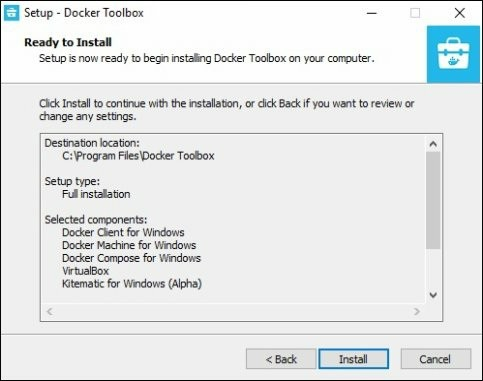 Setup - Docker Toolbox
Ready to Install
Setup is now ready to begin installing Docker Toolbox on your computer.
Click Install to continue with the installation, or click Back if you want to review or
change any settings.
Destination location:
C:\Program Files\Docker Toolbox
Setup type:
Full installation
Selected components:
Docker Client for Windows
Docker Machine for Windows
Docker Compose for Windows
VirtualBox
Kitematic for Windows (Alpha)
< Back
Install
Cancel